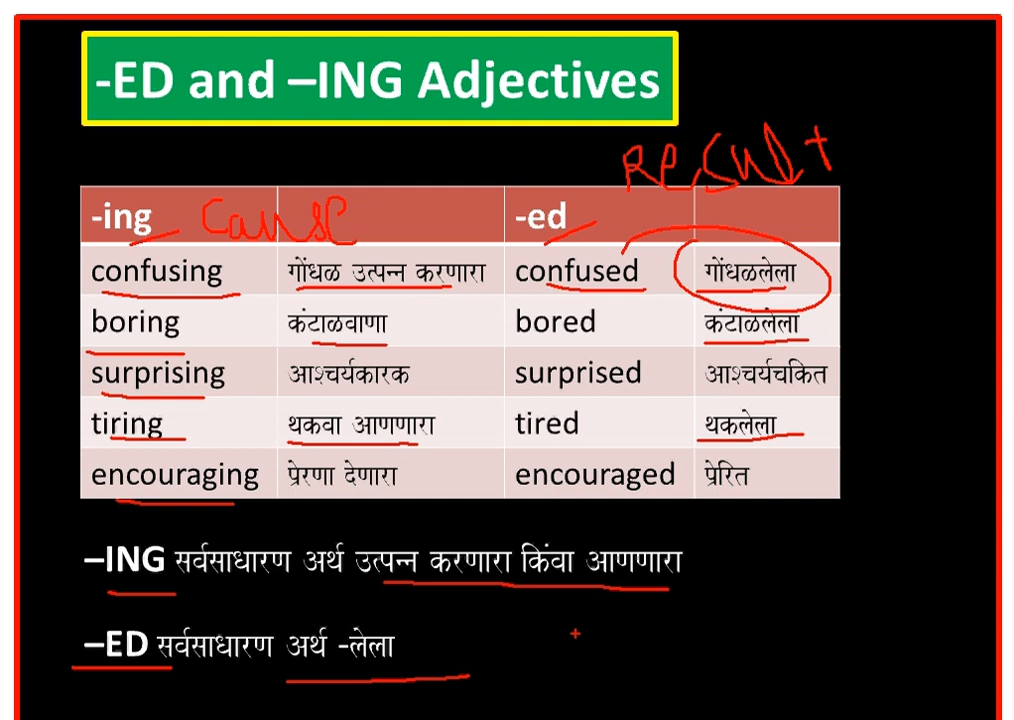 -ED and –ING Adjectives
Result
-ing cause -ed
confusing गोंधळ उत्पन्न करणारा confused गोंधळलेला
boring कंटाळवाणा bored कंटाळलेला
surprising आश्चर्यकारक surprised आश्चर्यचकित
tiring थकवा आणणारा tired थकलेला
encouraging प्रेरणा देणारा encouraged प्रेरित
–ING सर्वसाधारण अर्थ उत्पन्न करणारा किंवा आणणारा
–ED सर्वसाधारण अर्थ -लेला